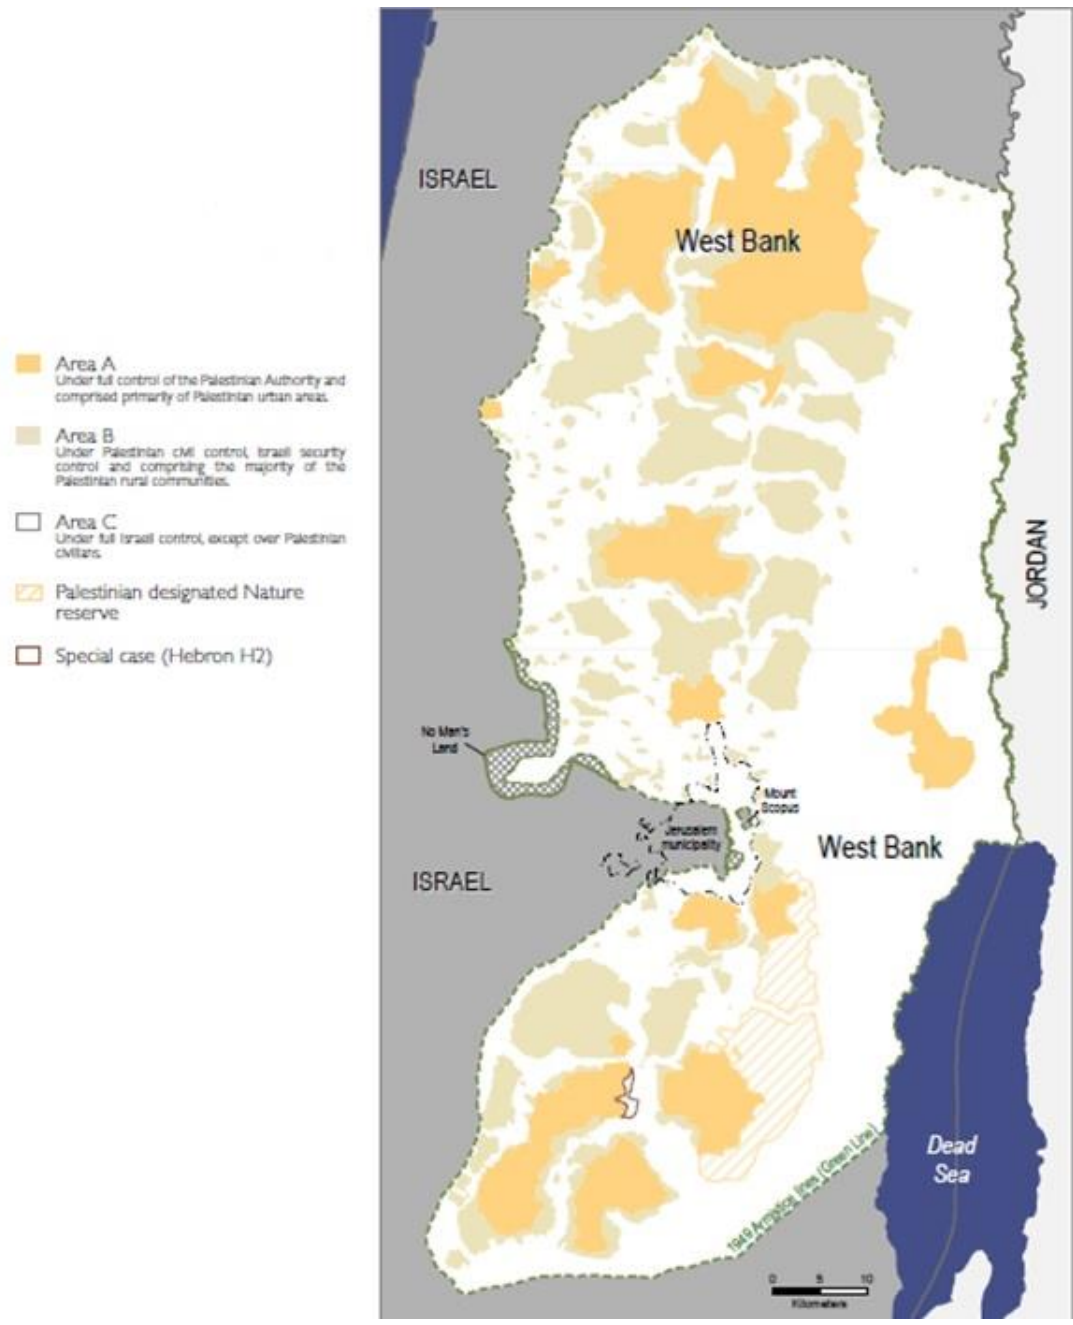 Area A
Under full control of the Palestinian Authority and
comprised primarily of Palestinian urban areas.
Area B
Under Palestinian civil control, Israeli security
control and comprising the majority of the
Palestinian rural communities.
Area C
Under full Israeli control, except over Palestinian
civilians.
Palestinian designated Nature
reserve
Special case (Hebron H2)
ISRAEL
West Bank
JORDAN
No Man's
Land
Mount
Scopus
Jerusalem
municipality
West Bank
ISRAEL
Dead
Sea
1949 Armistice lines (Green Line)
0 5 10
Kilometers